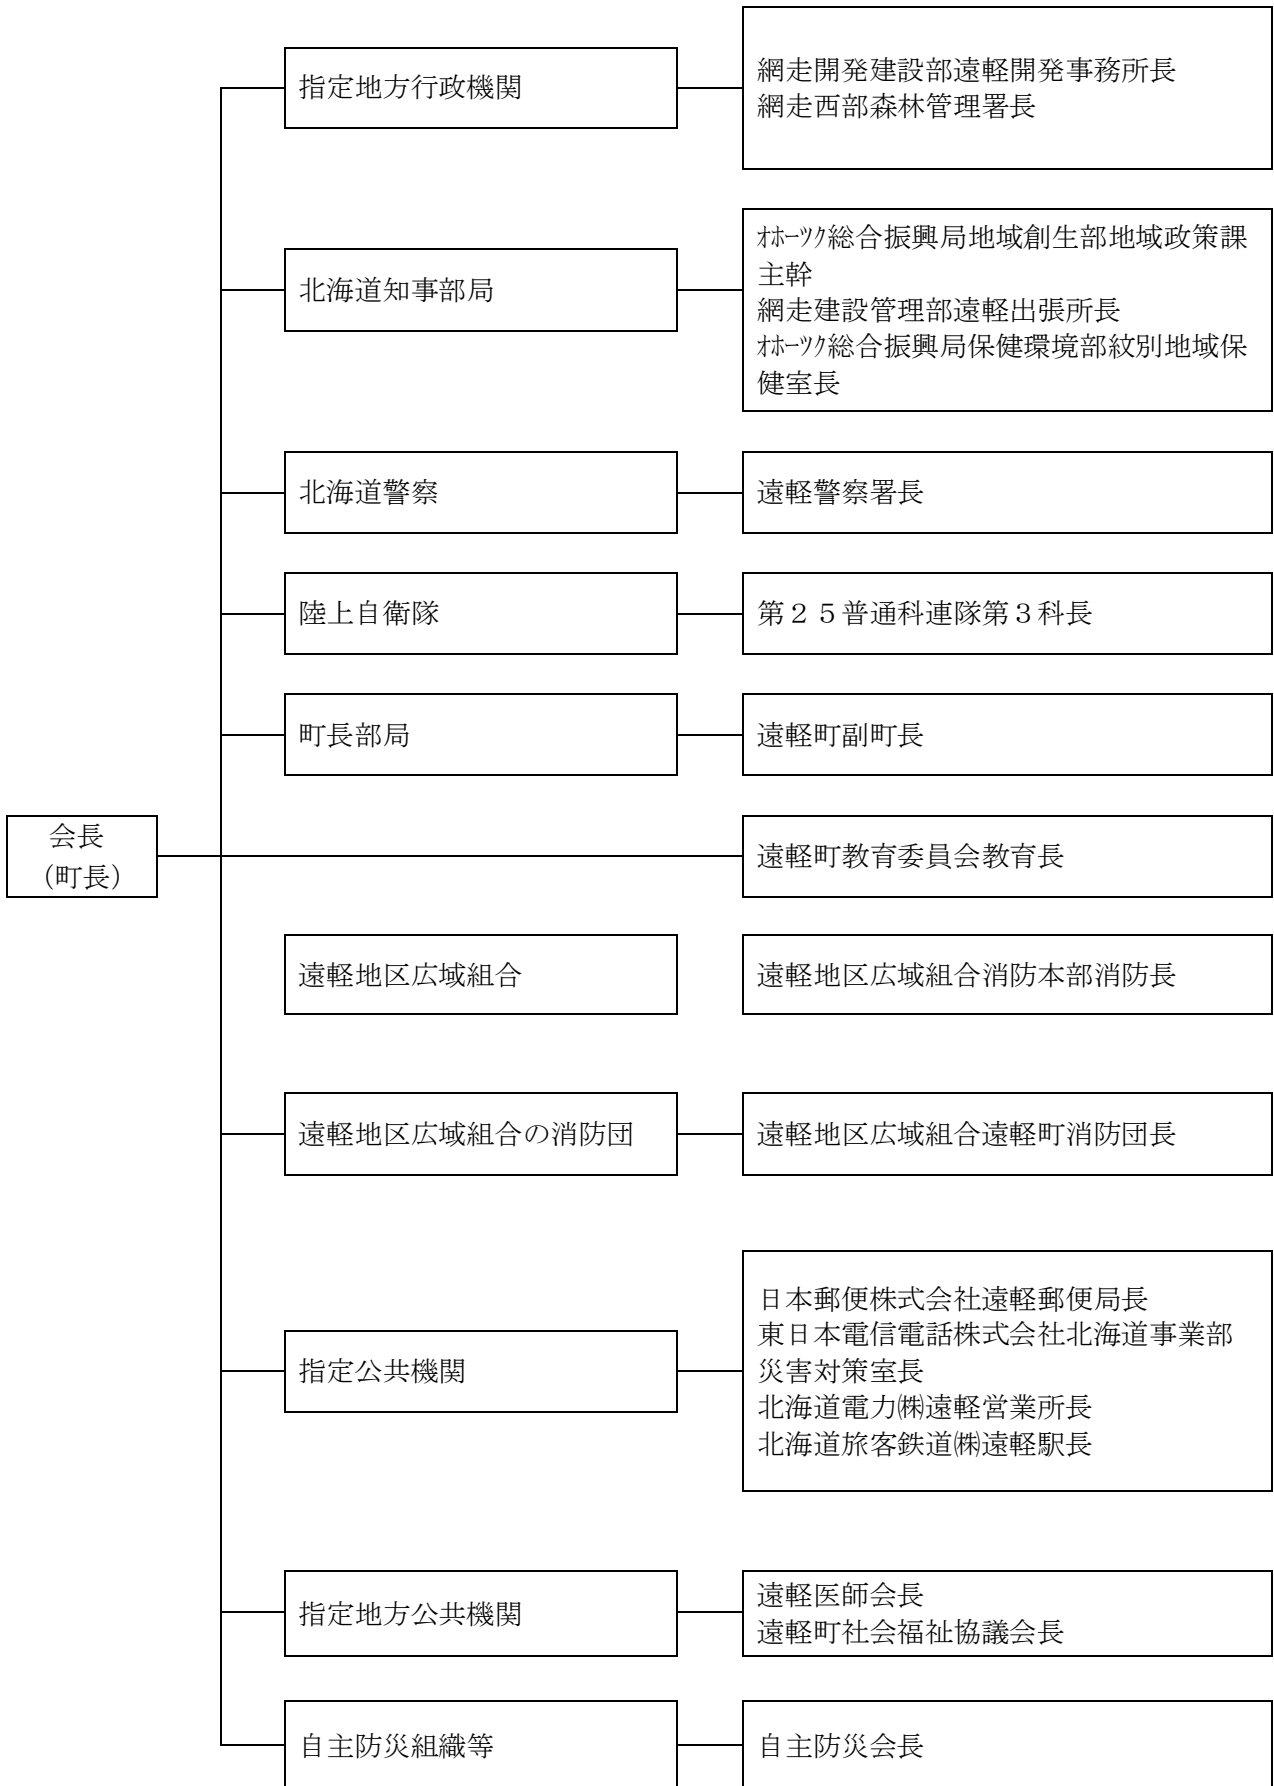 指定地方行政機関
網走開発建設部遠軽開発事務所長
網走西部森林管理署長
北海道知事部局
ｵﾎｰﾂｸ総合振興局地域創生部地域政策課
主幹
網走建設管理部遠軽出張所長
ｵﾎｰﾂｸ総合振興局保健環境部紋別地域保
健室長
北海道警察
遠軽警察署長
陸上自衛隊
第２５普通科連隊第３科長
町長部局
遠軽町副町長
会長
（町長）
遠軽町教育委員会教育長
遠軽地区広域組合
遠軽地区広域組合消防本部消防長
遠軽地区広域組合の消防団
遠軽地区広域組合遠軽町消防団長
指定公共機関
日本郵便株式会社遠軽郵便局長
東日本電信電話株式会社北海道事業部
災害対策室長
北海道電力㈱遠軽営業所長
北海道旅客鉄道㈱遠軽駅長
指定地方公共機関
遠軽医師会長
遠軽町社会福祉協議会長
自主防災組織等
自主防災会長